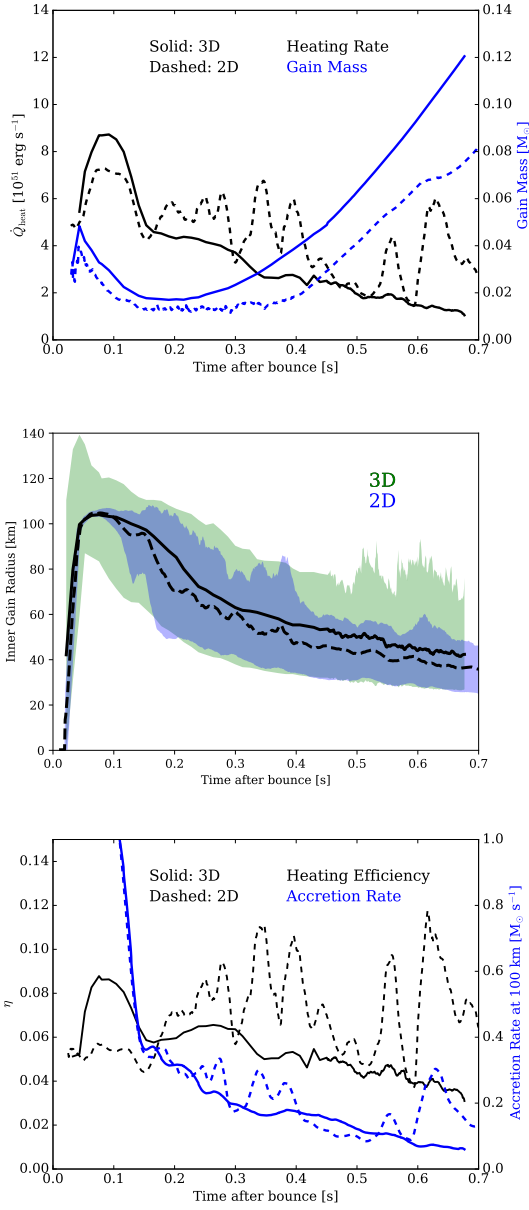 14
12
10
8
6
4
2
0
0.14
0.12
0.10
0.08
0.06
0.04
0.02
0.00
Solid: 3D Heating Rate
Dashed: 2D Gain Mass
Q̇heat [10⁵¹ erg s⁻¹]
Gain Mass [M☉]
0.0 0.1 0.2 0.3 0.4 0.5 0.6 0.7
Time after bounce [s]
140
120
100
80
60
40
20
0
3D
2D
Inner Gain Radius [km]
0.0 0.1 0.2 0.3 0.4 0.5 0.6 0.7
Time after bounce [s]
0.14
0.12
0.10
0.08
0.06
0.04
0.02
0.00
1.0
0.8
0.6
0.4
0.2
0.0
Solid: 3D Heating Efficiency
Dashed: 2D Accretion Rate
η
Accretion Rate at 100 km [M☉ s⁻¹]
0.0 0.1 0.2 0.3 0.4 0.5 0.6 0.7
Time after bounce [s]